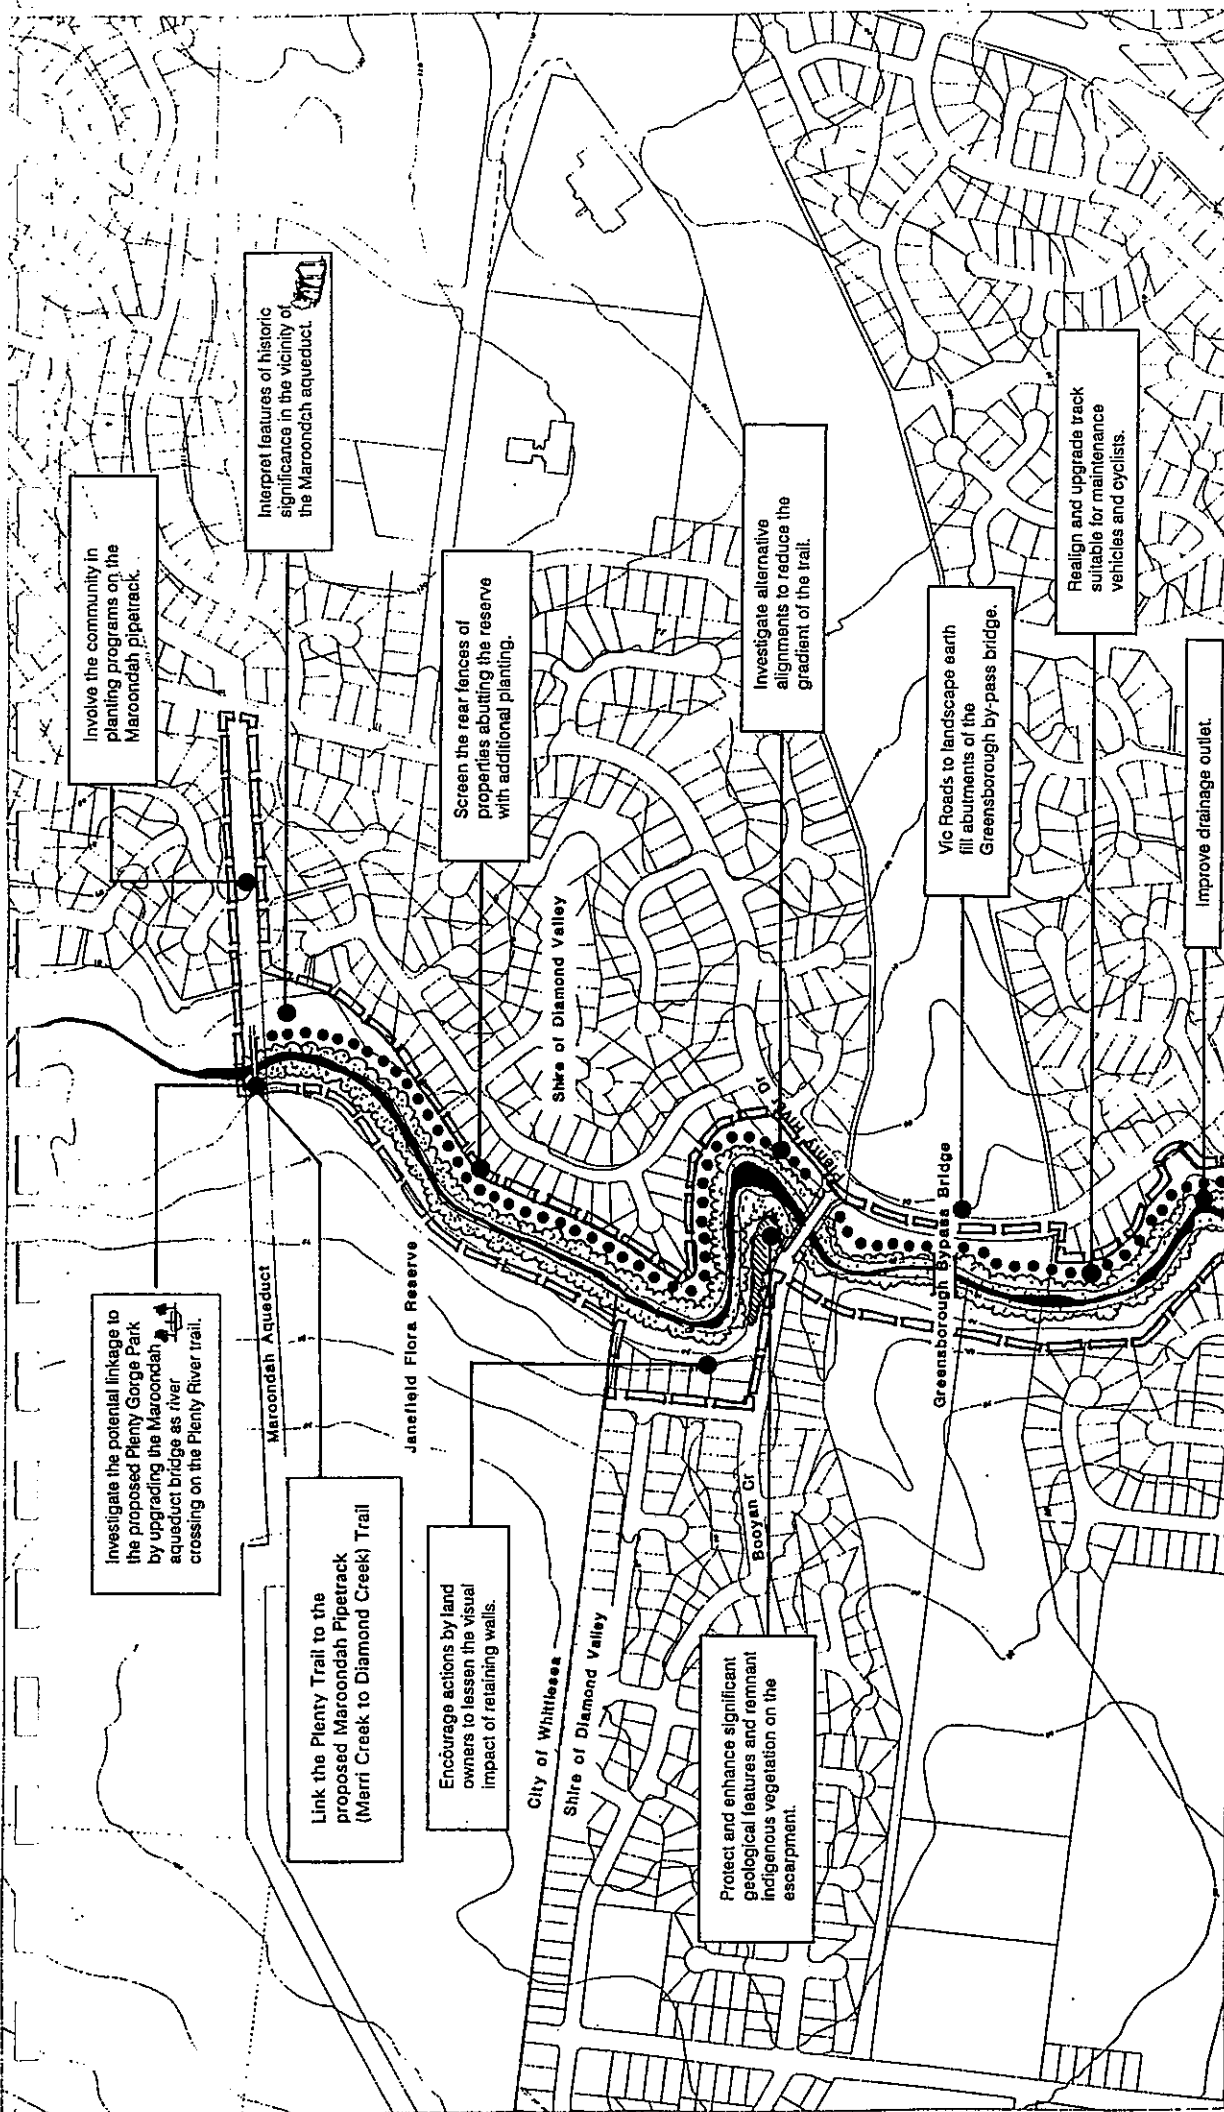 Involve the community in
planting programs on the
Maroondah pipetrack.
Interpret features of historic
significance in the vicinity of
the Maroondch aqueduct.
Screen the rear fences of
properties abutting the reserve
with additional planting.
Investigate alternative
alignments to reduce the
gradient of the trail.
Vic Roads to landscape earth
fill abutments of the
Greensborough by-pass bridge.
Realign and upgrade track
suitable for maintenance
vehicles and cyclists.
Improve drainage outlet.
Shire of Diamond Valley
Investigate the potential linkage to
the proposed Plenty Gorge Park
by upgrading the Maroondah
aqueduct bridge as river
crossing on the Plenty River trail.
Maroondah Aqueduct
Link the Plenty Trail to the
proposed Maroondah Pipetrack
(Merri Creek to Diamond Creek) Trail
Janefield Flora Reserve
Encourage actions by land
owners to lessen the visual
impact of retaining walls.
City of Whittlesea
Shire of Diamond Valley
Booyan Cr
Protect and enhance significant
geological features and remnant
indigenous vegetation on the
escarpment.
Greensborough Bypass Bridge